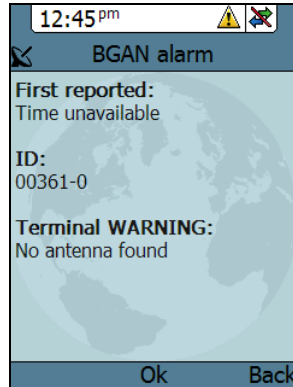 12:45pm
BGAN alarm
First reported:
Time unavailable
ID:
00361-0
Terminal WARNING:
No antenna found
Ok Back